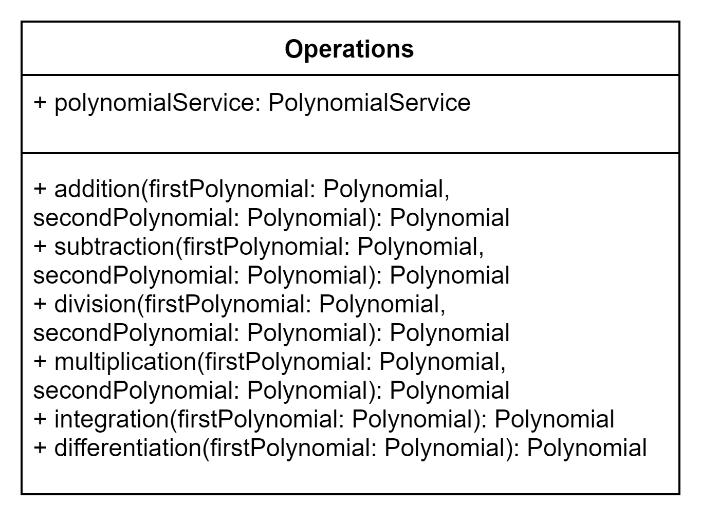 Operations
+ polynomialService: PolynomialService
+ addition(firstPolynomial: Polynomial,
secondPolynomial: Polynomial): Polynomial
+ subtraction(firstPolynomial: Polynomial,
secondPolynomial: Polynomial): Polynomial
+ division(firstPolynomial: Polynomial,
secondPolynomial: Polynomial): Polynomial
+ multiplication(firstPolynomial: Polynomial,
secondPolynomial: Polynomial): Polynomial
+ integration(firstPolynomial: Polynomial): Polynomial
+ differentiation(firstPolynomial: Polynomial): Polynomial